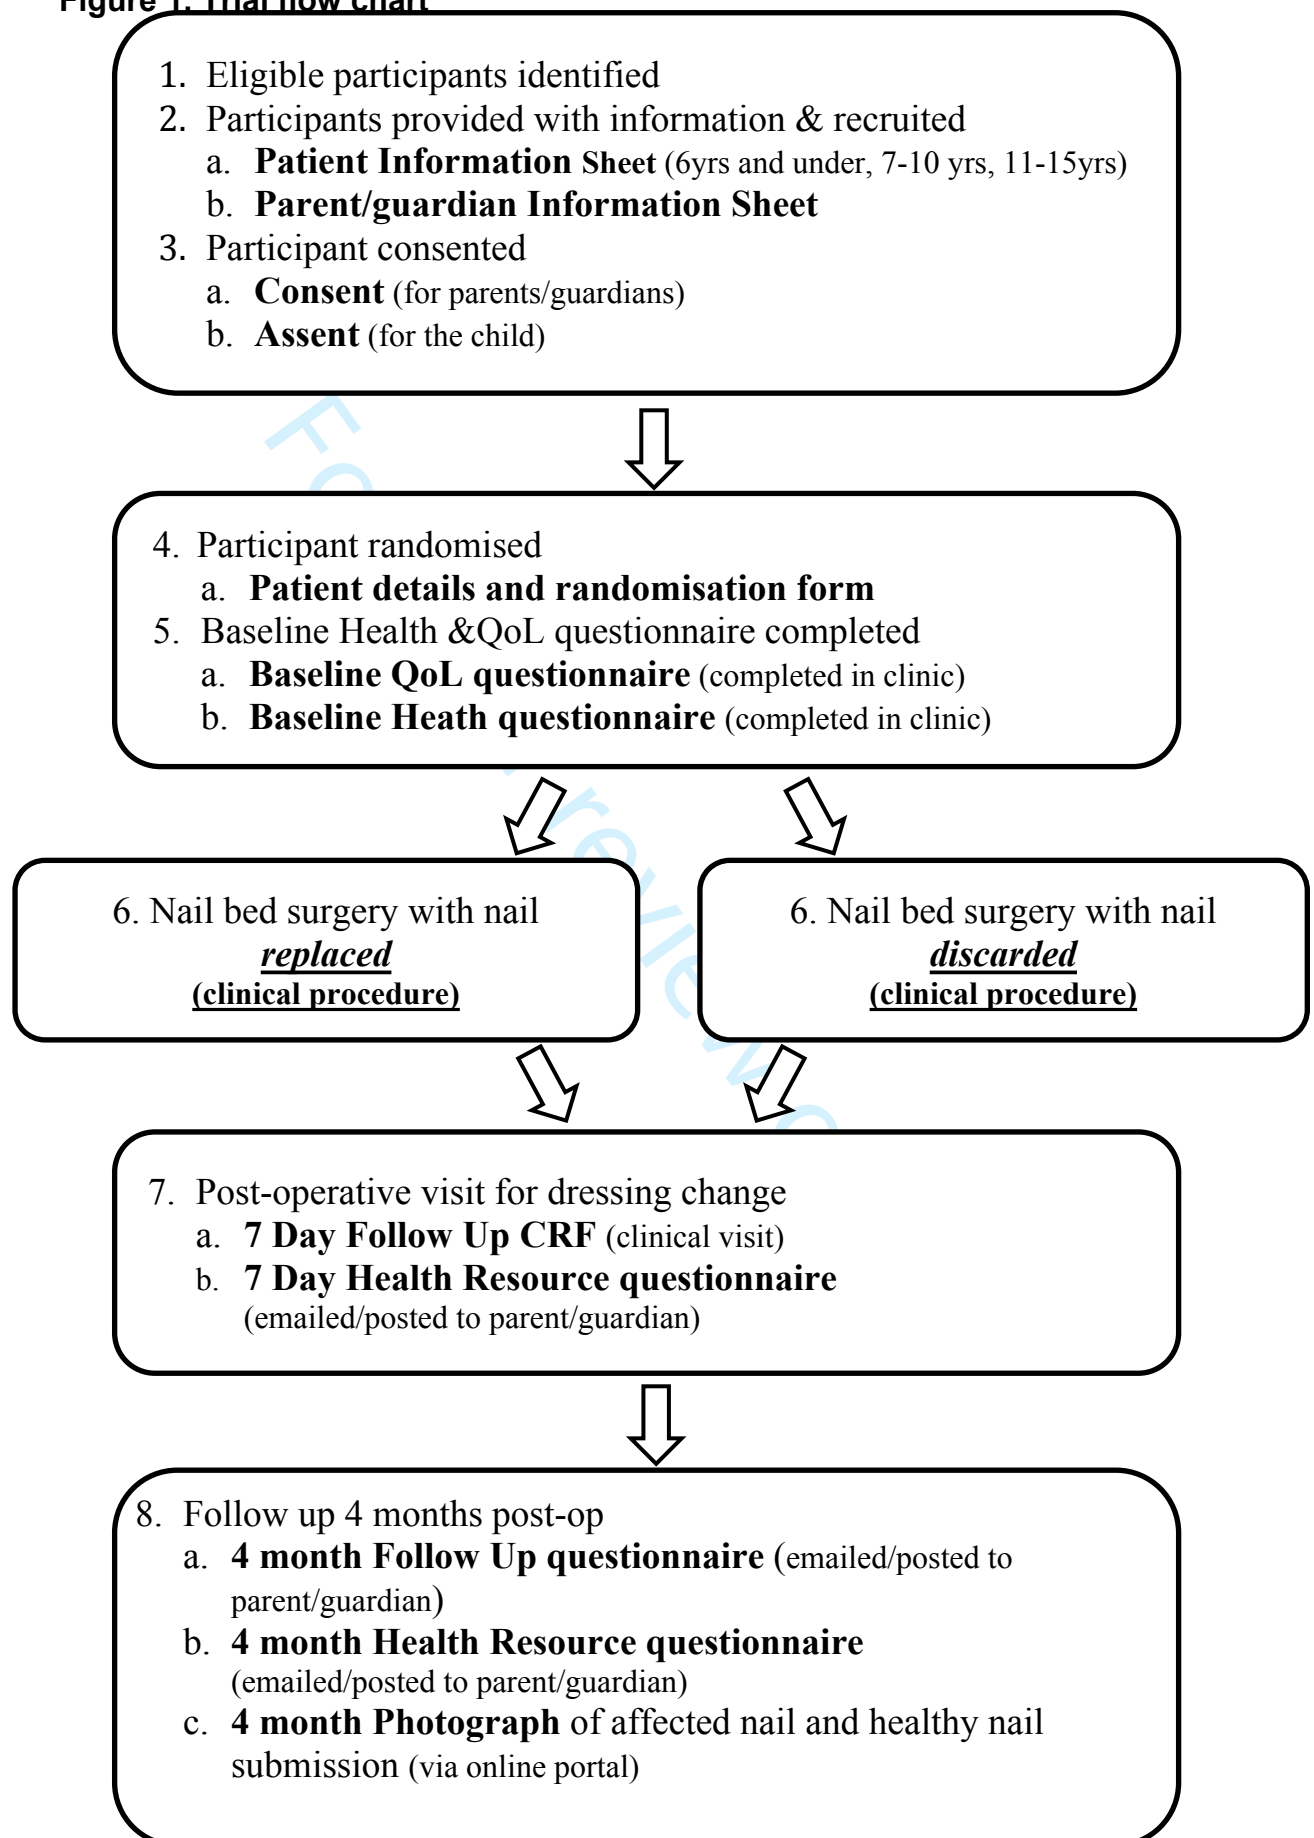 Figure 1. Trial flow chart
1. Eligible participants identified
2. Participants provided with information & recruited
a. Patient Information Sheet (6yrs and under, 7-10 yrs, 11-15yrs)
b. Parent/guardian Information Sheet
3. Participant consented
a. Consent (for parents/guardians)
b. Assent (for the child)
4. Participant randomised
a. Patient details and randomisation form
5. Baseline Health &QoL questionnaire completed
a. Baseline QoL questionnaire (completed in clinic)
b. Baseline Heath questionnaire (completed in clinic)
6. Nail bed surgery with nail
replaced
(clinical procedure)
6. Nail bed surgery with nail
discarded
(clinical procedure)
7. Post-operative visit for dressing change
a. 7 Day Follow Up CRF (clinical visit)
b. 7 Day Health Resource questionnaire
(emailed/posted to parent/guardian)
8. Follow up 4 months post-op
a. 4 month Follow Up questionnaire (emailed/posted to
parent/guardian)
b. 4 month Health Resource questionnaire
(emailed/posted to parent/guardian)
c. 4 month Photograph of affected nail and healthy nail
submission (via online portal)